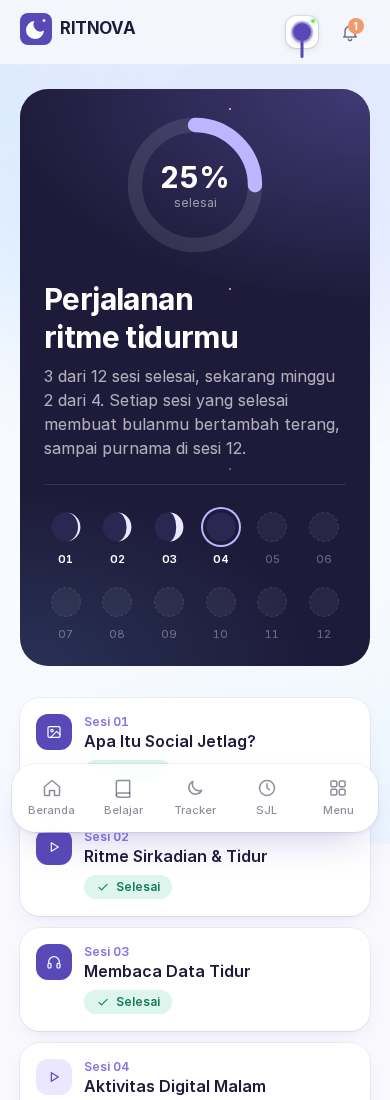 RITNOVA
1
25%
selesai
Perjalanan
ritme tidurmu
3 dari 12 sesi selesai, sekarang minggu
2 dari 4. Setiap sesi yang selesai
membuat bulanmu bertambah terang,
sampai purnama di sesi 12.
01 02 03 04 05 06
07 08 09 10 11 12
Sesi 01
Apa Itu Social Jetlag?
Beranda Belajar Tracker SJL Menu
Sesi 02
Ritme Sirkadian & Tidur
Selesai
Sesi 03
Membaca Data Tidur
Selesai
Sesi 04
Aktivitas Digital Malam